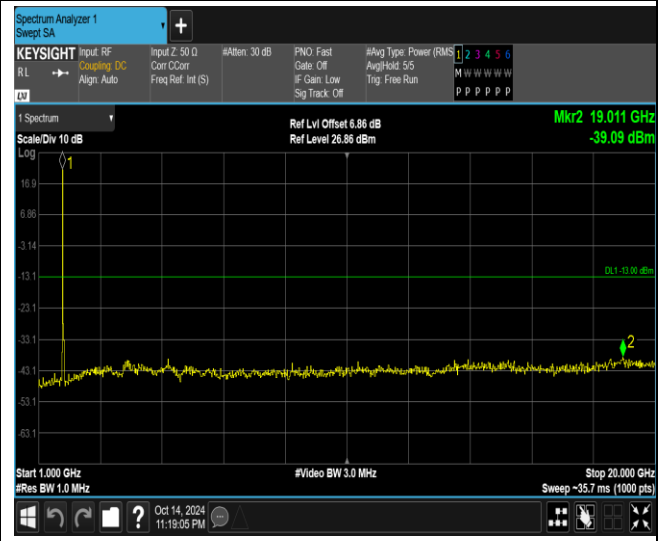 Spectrum Analyzer 1
Swept SA
+
KEYSIGHT Input: RF Input Z: 50 Ω #Atten: 30 dB PNO: Fast #Avg Type: Power (RMS 1 2 3 4 5 6
RL Coupling: DC Corr CCorr Gate: Off Avg|Hold: 5/5 M W W W W W
Align: Auto Freq Ref: Int (S) IF Gain: Low Trig: Free Run
Sig Track: Off P P P P P P
LXI
1 Spectrum Ref Lvl Offset 6.86 dB Mkr2 19.011 GHz
Scale/Div 10 dB Ref Level 26.86 dBm -39.09 dBm
Log
1
16.9
6.86
-3.14
DL1 -13.00 dBm
-13.1
-23.1
-33.1
2
-43.1
-53.1
-63.1
Start 1.000 GHz #Video BW 3.0 MHz Stop 20.000 GHz
#Res BW 1.0 MHz Sweep ~35.7 ms (1000 pts)
? Oct 14, 2024
11:19:05 PM